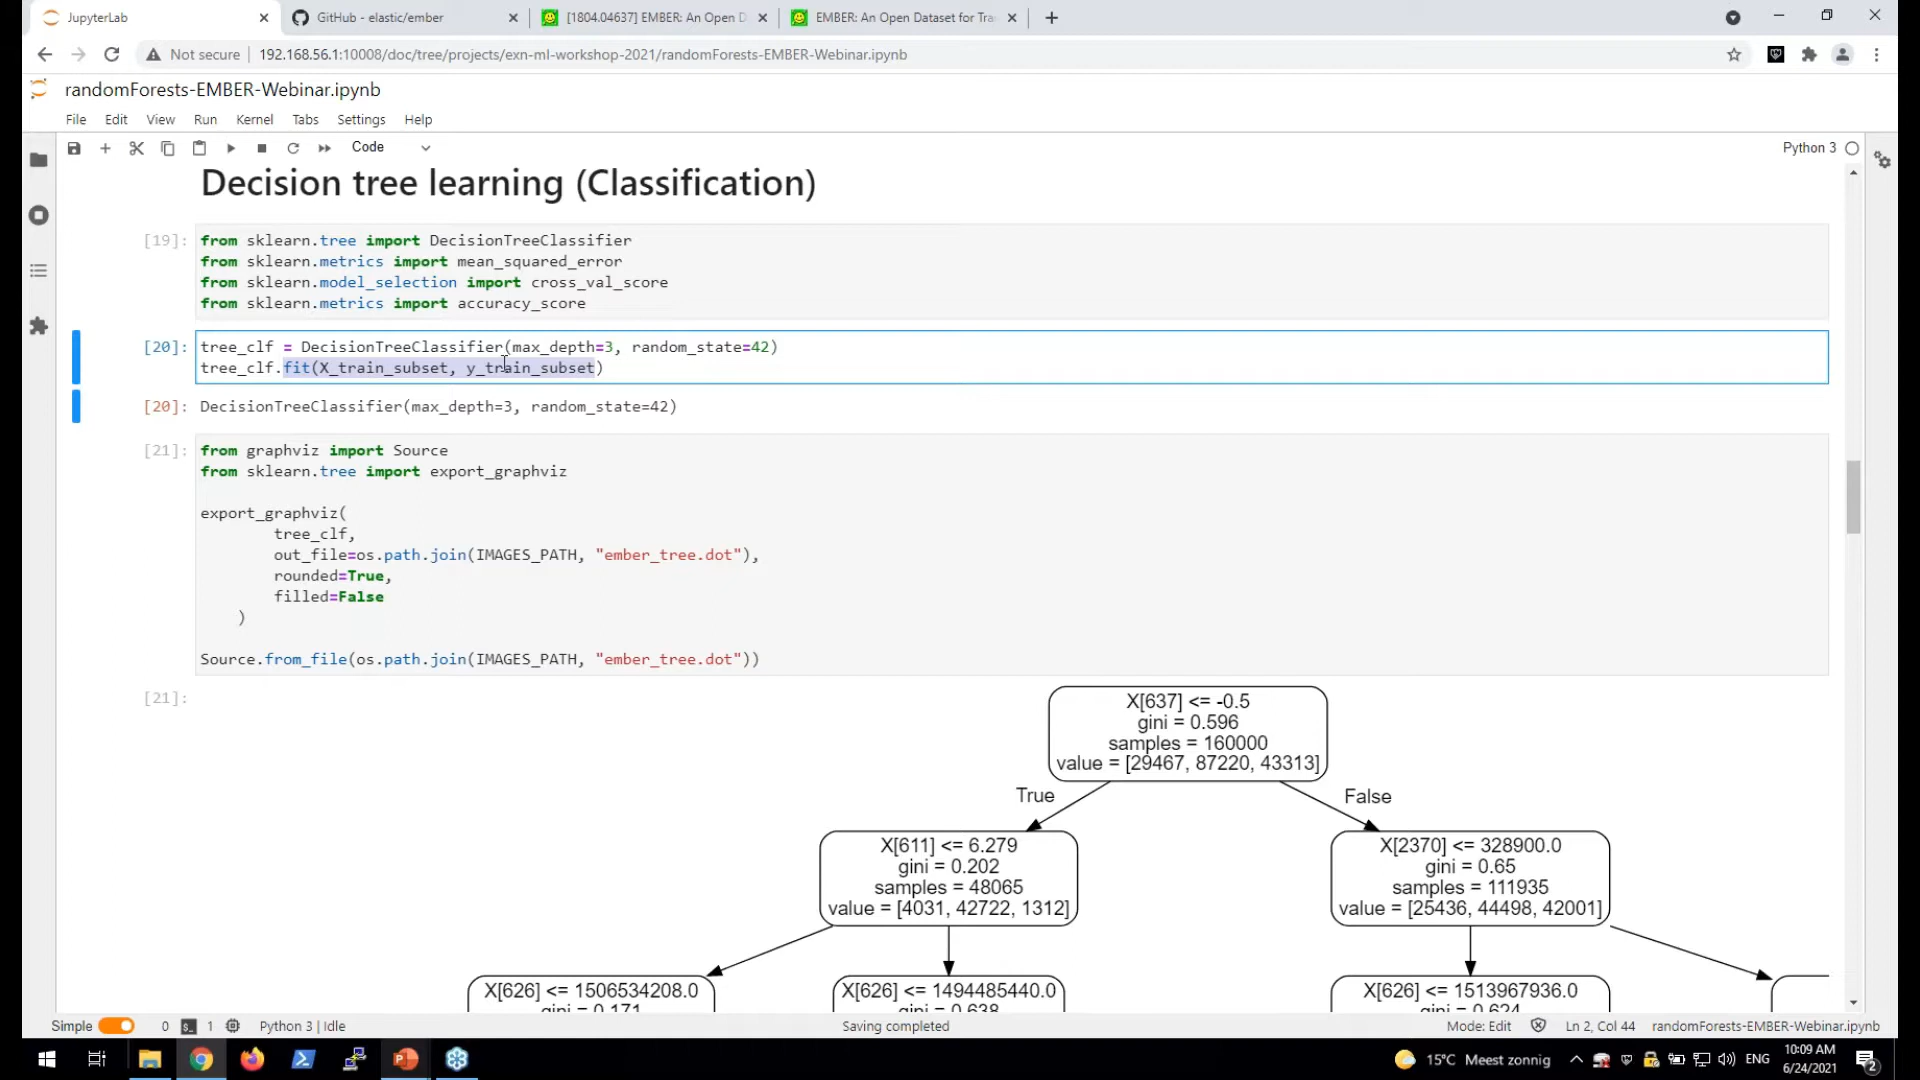 JupyterLab
GitHub - elastic/ember
[1804.04637] EMBER: An Open D
EMBER: An Open Dataset for Tra
Not secure
192.168.56.1:10008/doc/tree/projects/exn-ml-workshop-2021/randomForests-EMBER-Webinar.ipynb
randomForests-EMBER-Webinar.ipynb
File Edit View Run Kernel Tabs Settings Help
Code
Python 3
Decision tree learning (Classification)
[19]: from sklearn.tree import DecisionTreeClassifier
from sklearn.metrics import mean_squared_error
from sklearn.model_selection import cross_val_score
from sklearn.metrics import accuracy_score
[20]: tree_clf = DecisionTreeClassifier(max_depth=3, random_state=42)
tree_clf.fit(X_train_subset, y_train_subset)
[20]: DecisionTreeClassifier(max_depth=3, random_state=42)
[21]: from graphviz import Source
from sklearn.tree import export_graphviz
export_graphviz(
tree_clf,
out_file=os.path.join(IMAGES_PATH, "ember_tree.dot"),
rounded=True,
filled=False
)
Source.from_file(os.path.join(IMAGES_PATH, "ember_tree.dot"))
[21]:
X[637] <= -0.5
gini = 0.596
samples = 160000
value = [29467, 87220, 43313]
True
False
X[611] <= 6.279
gini = 0.202
samples = 48065
value = [4031, 42722, 1312]
X[2370] <= 328900.0
gini = 0.65
samples = 111935
value = [25436, 44498, 42001]
X[626] <= 1506534208.0
gini = 0.171
X[626] <= 1494485440.0
gini = 0.638
X[626] <= 1513967936.0
gini = 0.624
Simple 0 1 Python 3 | Idle
Saving completed
Mode: Edit Ln 2, Col 44 randomForests-EMBER-Webinar.ipynb
15°C Meest zonnig
ENG
10:09 AM
6/24/2021
2